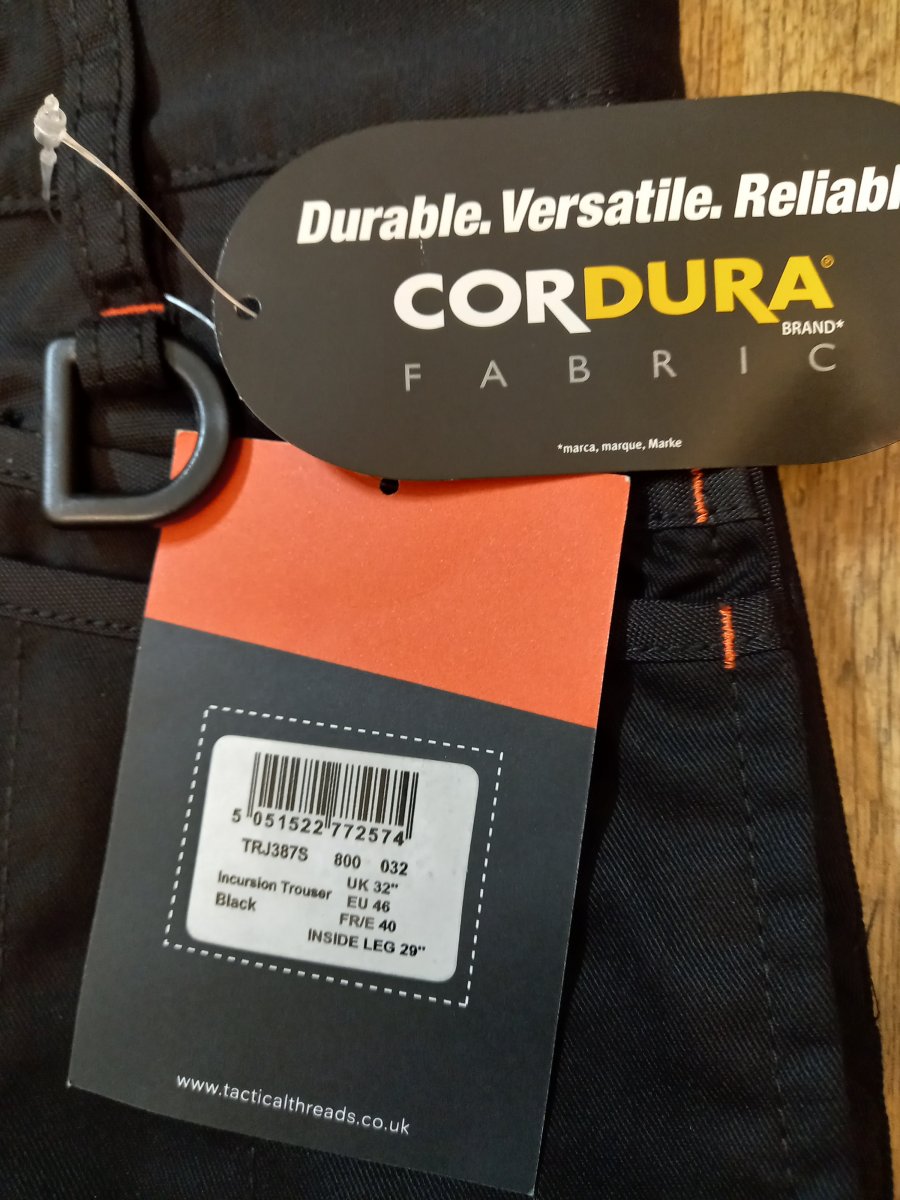 Durable. Versatile. Reliabl
CORDURA®
BRAND*
FABRIC
*marca, marque, Marke
5 051522 772574
TRJ387S 800 032
Incursion Trouser UK 32"
Black EU 46
FR/E 40
INSIDE LEG 29"
www.tacticalthreads.co.uk